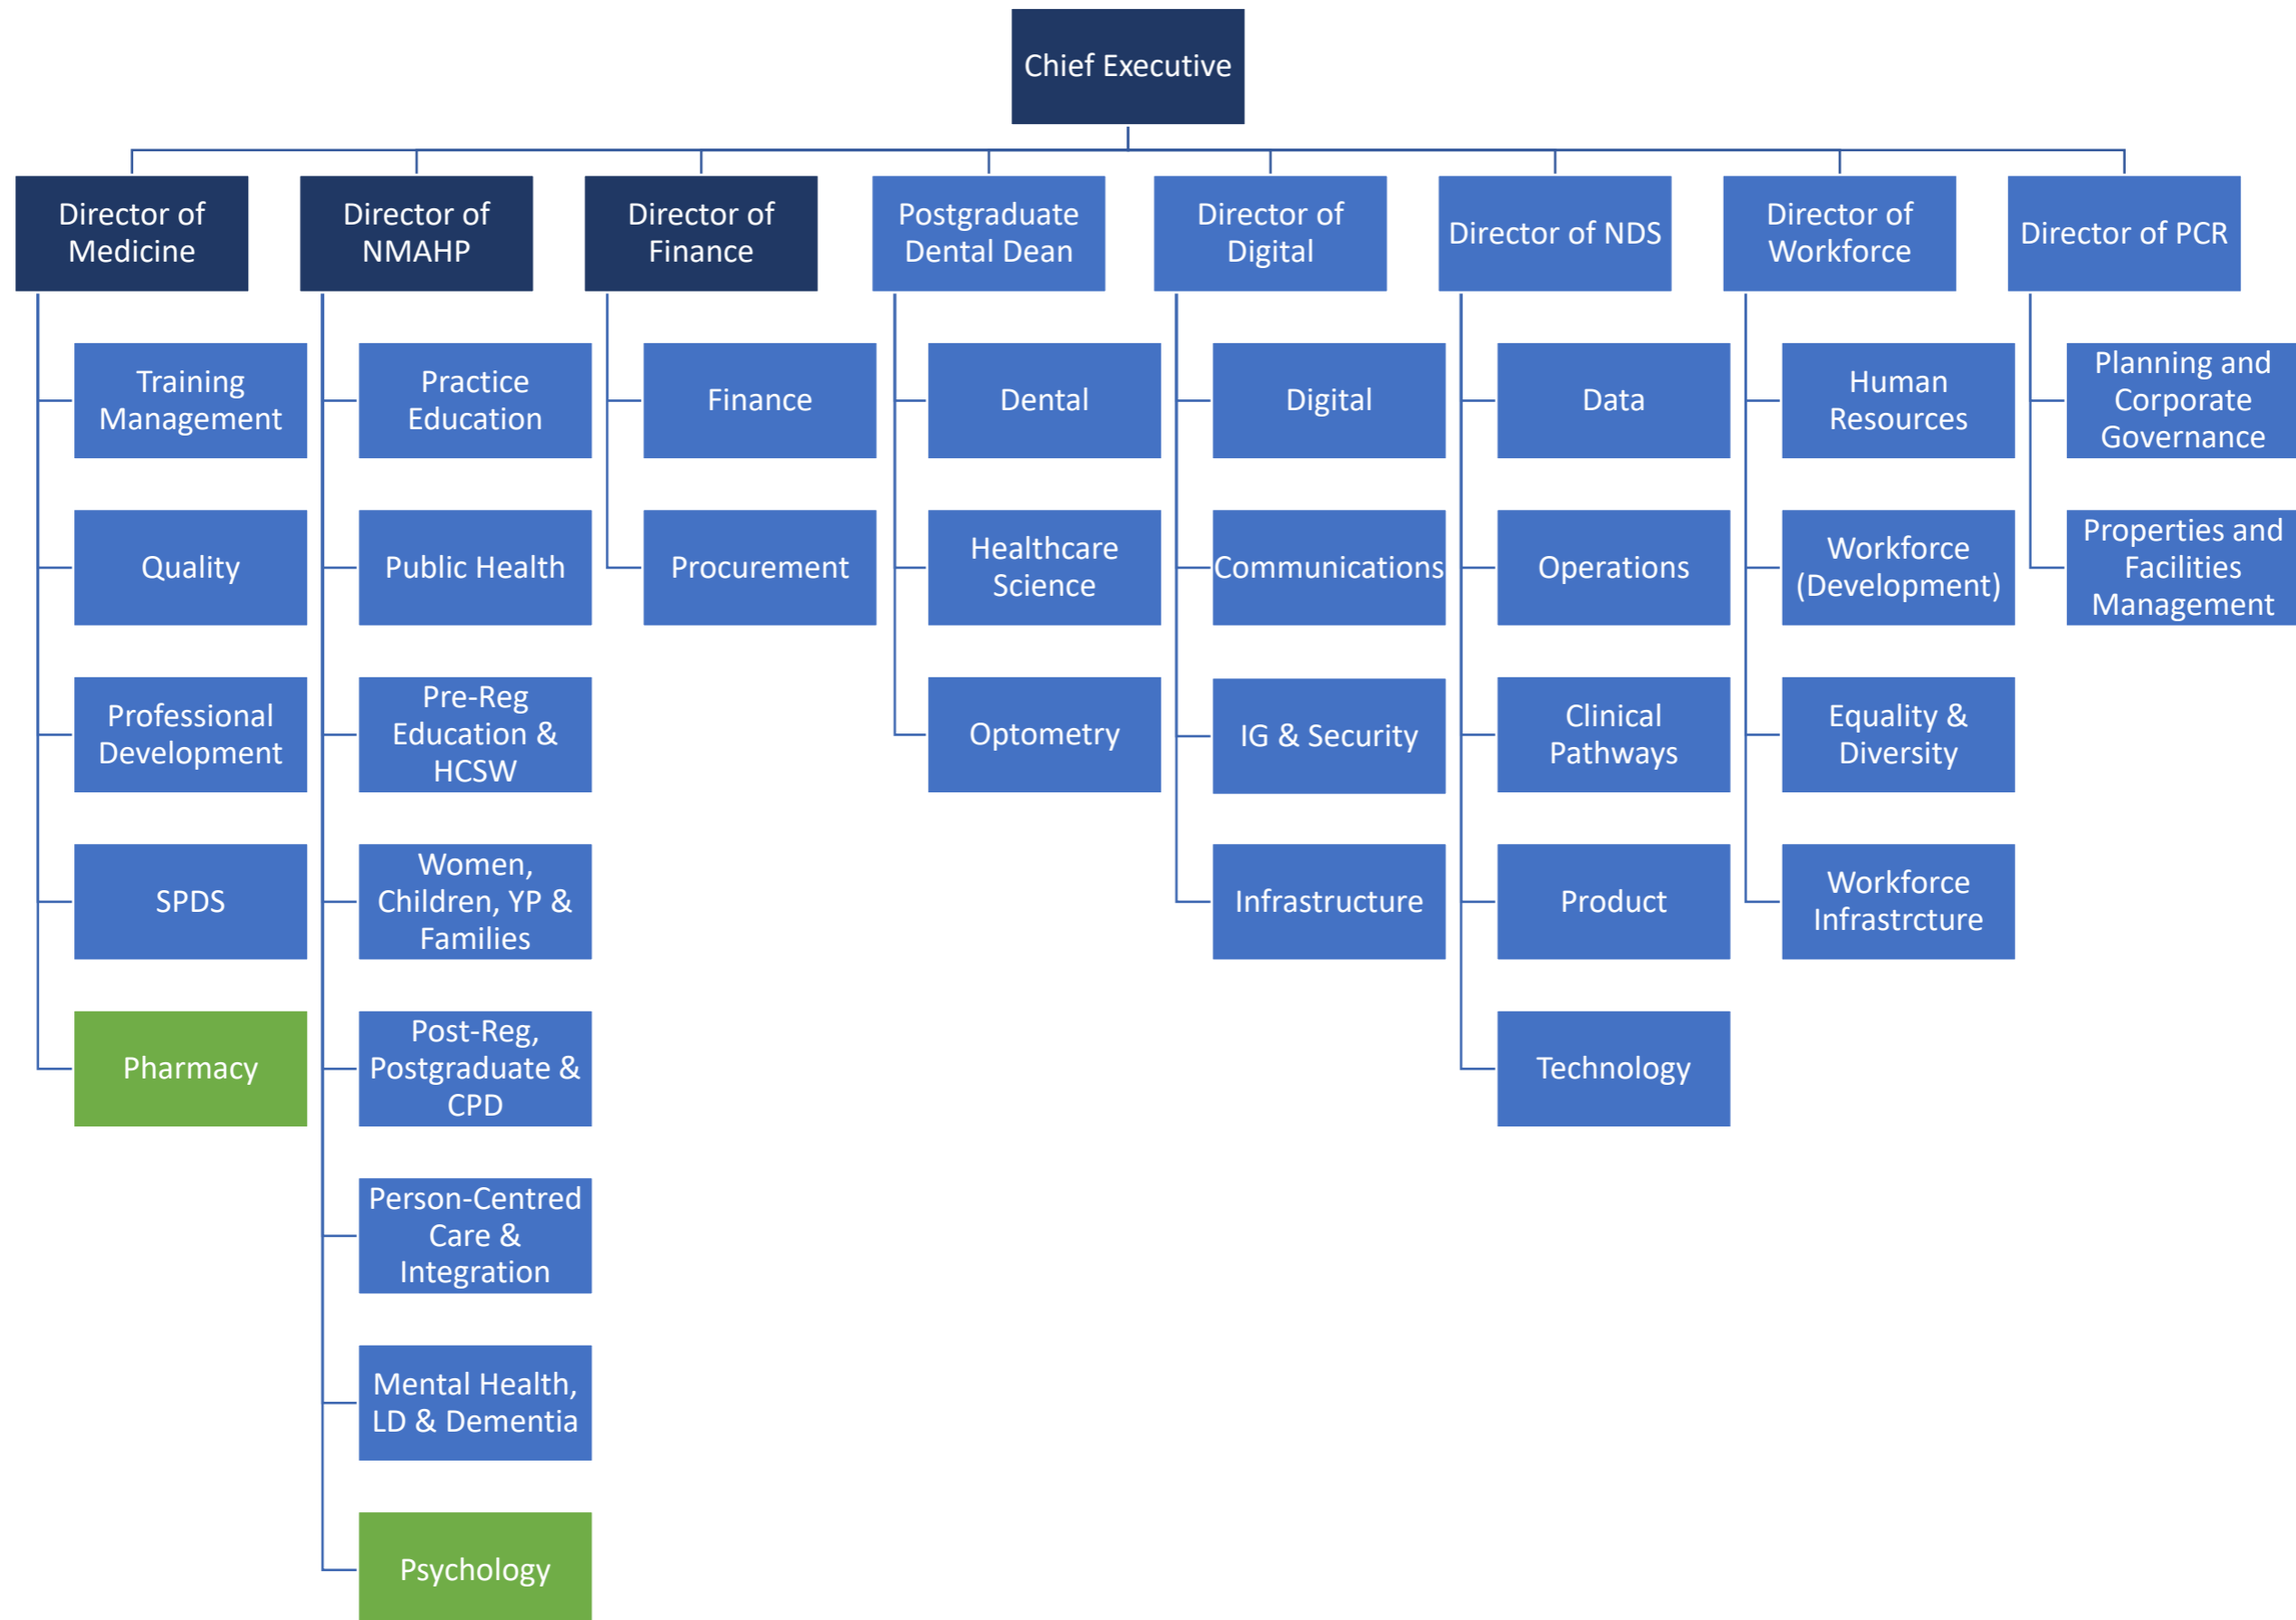 Chief Executive
Director of
Medicine
Director of
NMAHP
Director of
Finance
Postgraduate
Dental Dean
Director of
Digital
Director of NDS
Director of
Workforce
Director of PCR
Training
Management
Quality
Professional
Development
SPDS
Pharmacy
Practice
Education
Public Health
Pre-Reg
Education &
HCSW
Women,
Children, YP &
Families
Post-Reg,
Postgraduate &
CPD
Person-Centred
Care &
Integration
Mental Health,
LD & Dementia
Psychology
Finance
Procurement
Dental
Healthcare
Science
Optometry
Digital
Communications
IG & Security
Infrastructure
Data
Operations
Clinical
Pathways
Product
Technology
Human
Resources
Workforce
(Development)
Equality &
Diversity
Workforce
Infrastrcture
Planning and
Corporate
Governance
Properties and
Facilities
Management